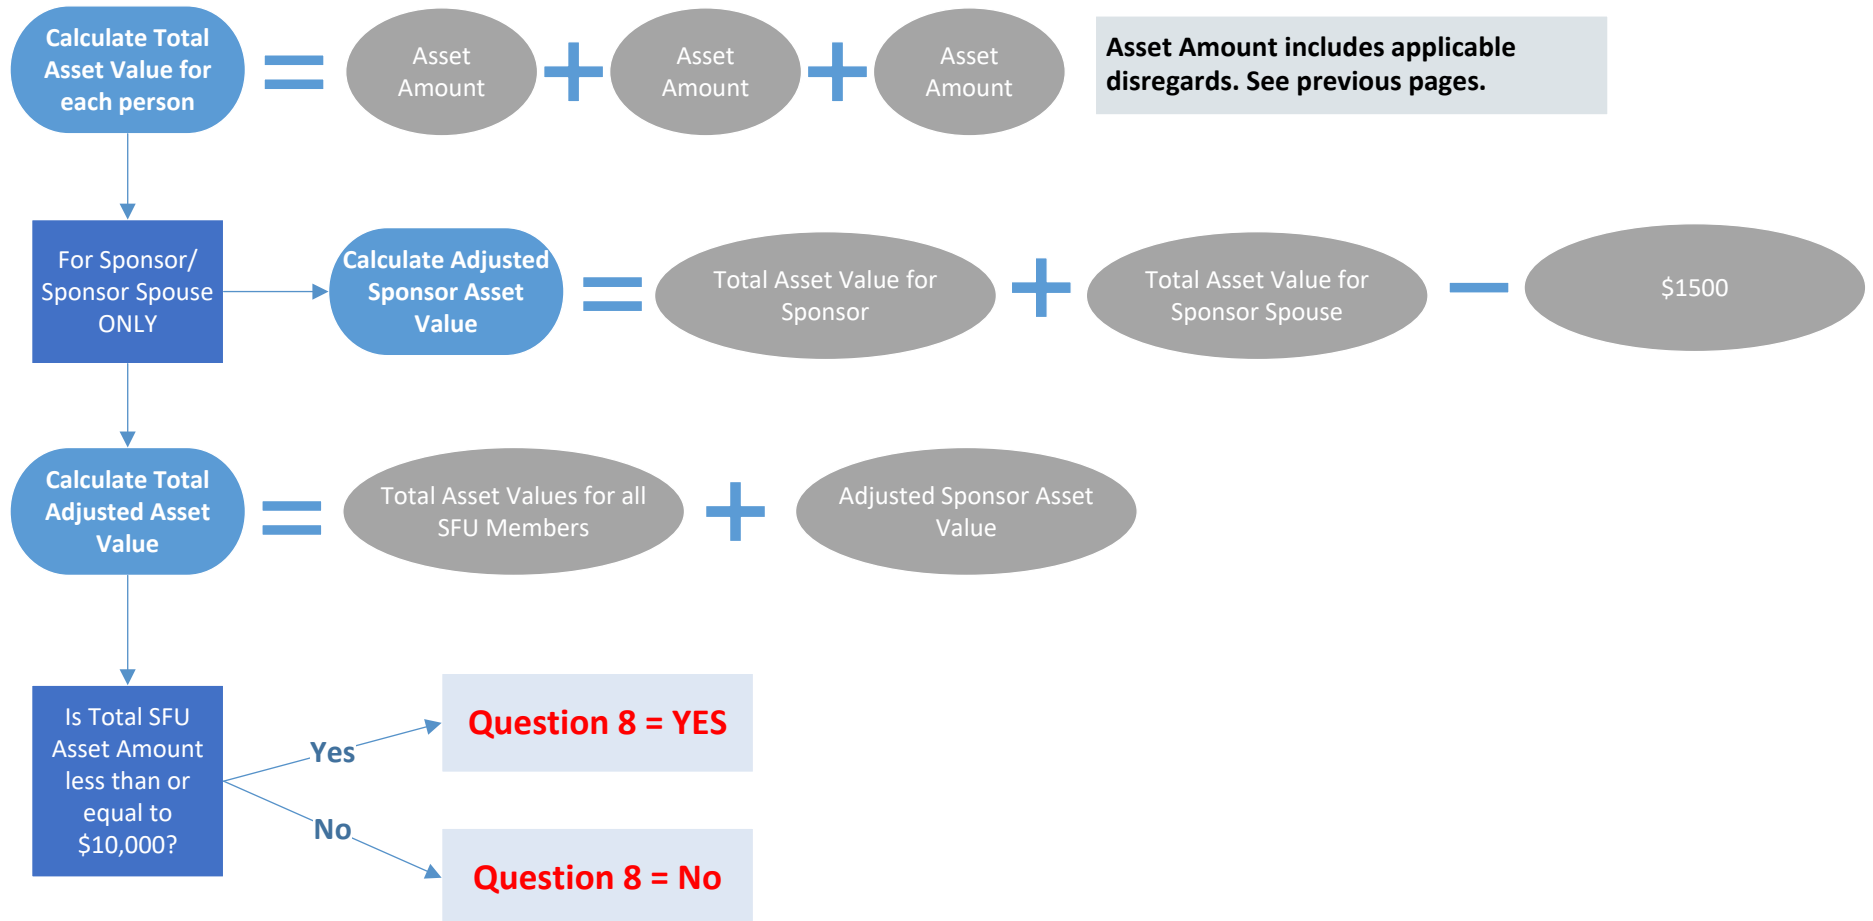 Calculate Total
Asset Value for
each person
Asset
Amount
Asset
Amount
Asset
Amount
Asset Amount includes applicable
disregards. See previous pages.
For Sponsor/
Sponsor Spouse
ONLY
Calculate Adjusted
Sponsor Asset
Value
Total Asset Value for
Sponsor
Total Asset Value for
Sponsor Spouse
$1500
Calculate Total
Adjusted Asset
Value
Total Asset Values for all
SFU Members
Adjusted Sponsor Asset
Value
Is Total SFU
Asset Amount
less than or
equal to
$10,000?
Yes
Question 8 = YES
No
Question 8 = No